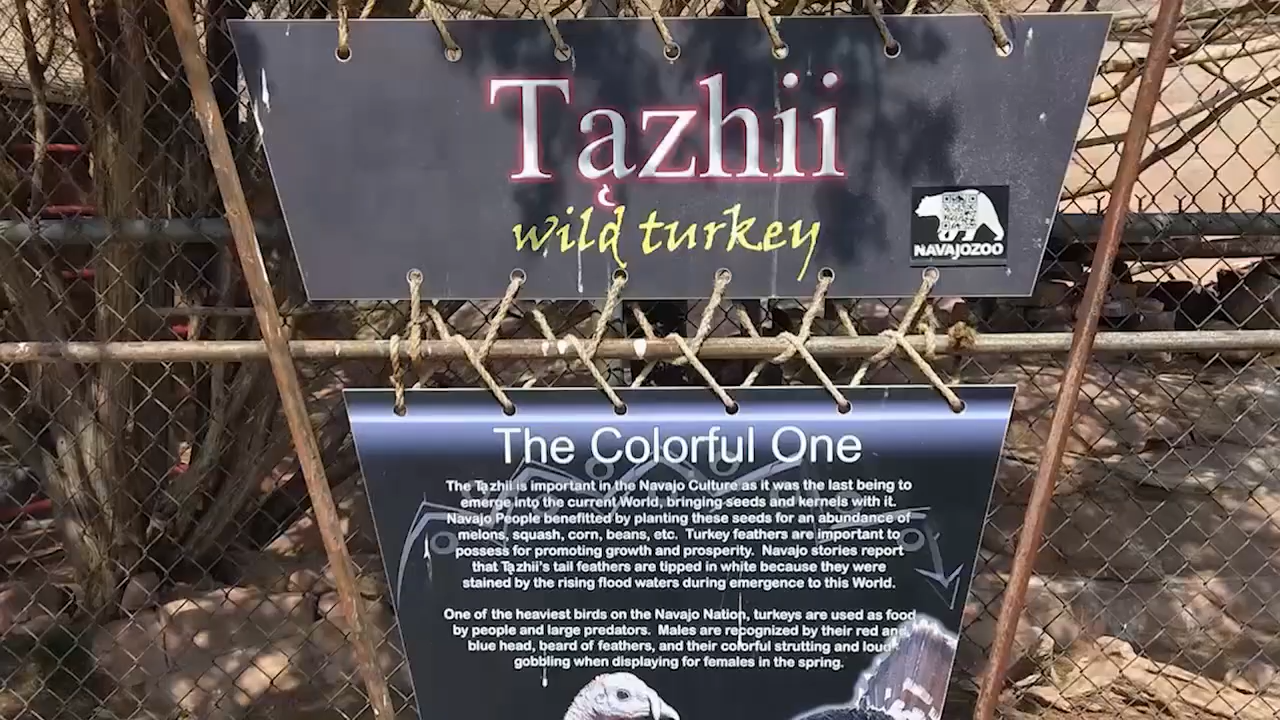 Tązhii
wild turkey
NAVAJOZOO
The Colorful One
The Tązhii is important in the Navajo Culture as it was the last being to
emerge into the current World, bringing seeds and kernels with it.
Navajo People benefitted by planting these seeds for an abundance of
melons, squash, corn, beans, etc. Turkey feathers are important to
possess for promoting growth and prosperity. Navajo stories report
that Tązhii's tail feathers are tipped in white because they were
stained by the rising flood waters during emergence to this World.
One of the heaviest birds on the Navajo Nation, turkeys are used as food
by people and large predators. Males are recognized by their red and
blue head, beard of feathers, and their colorful strutting and loud
gobbling when displaying for females in the spring.